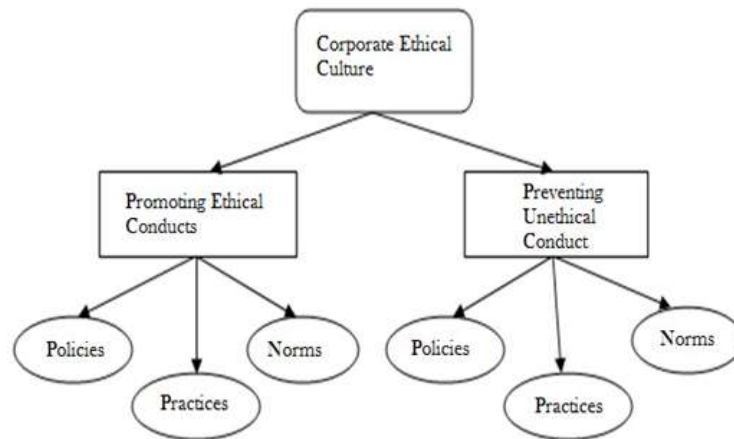 Corporate Ethical
Culture
Promoting Ethical
Conducts
Preventing
Unethical
Conduct
Policies
Norms
Practices
Policies
Norms
Practices